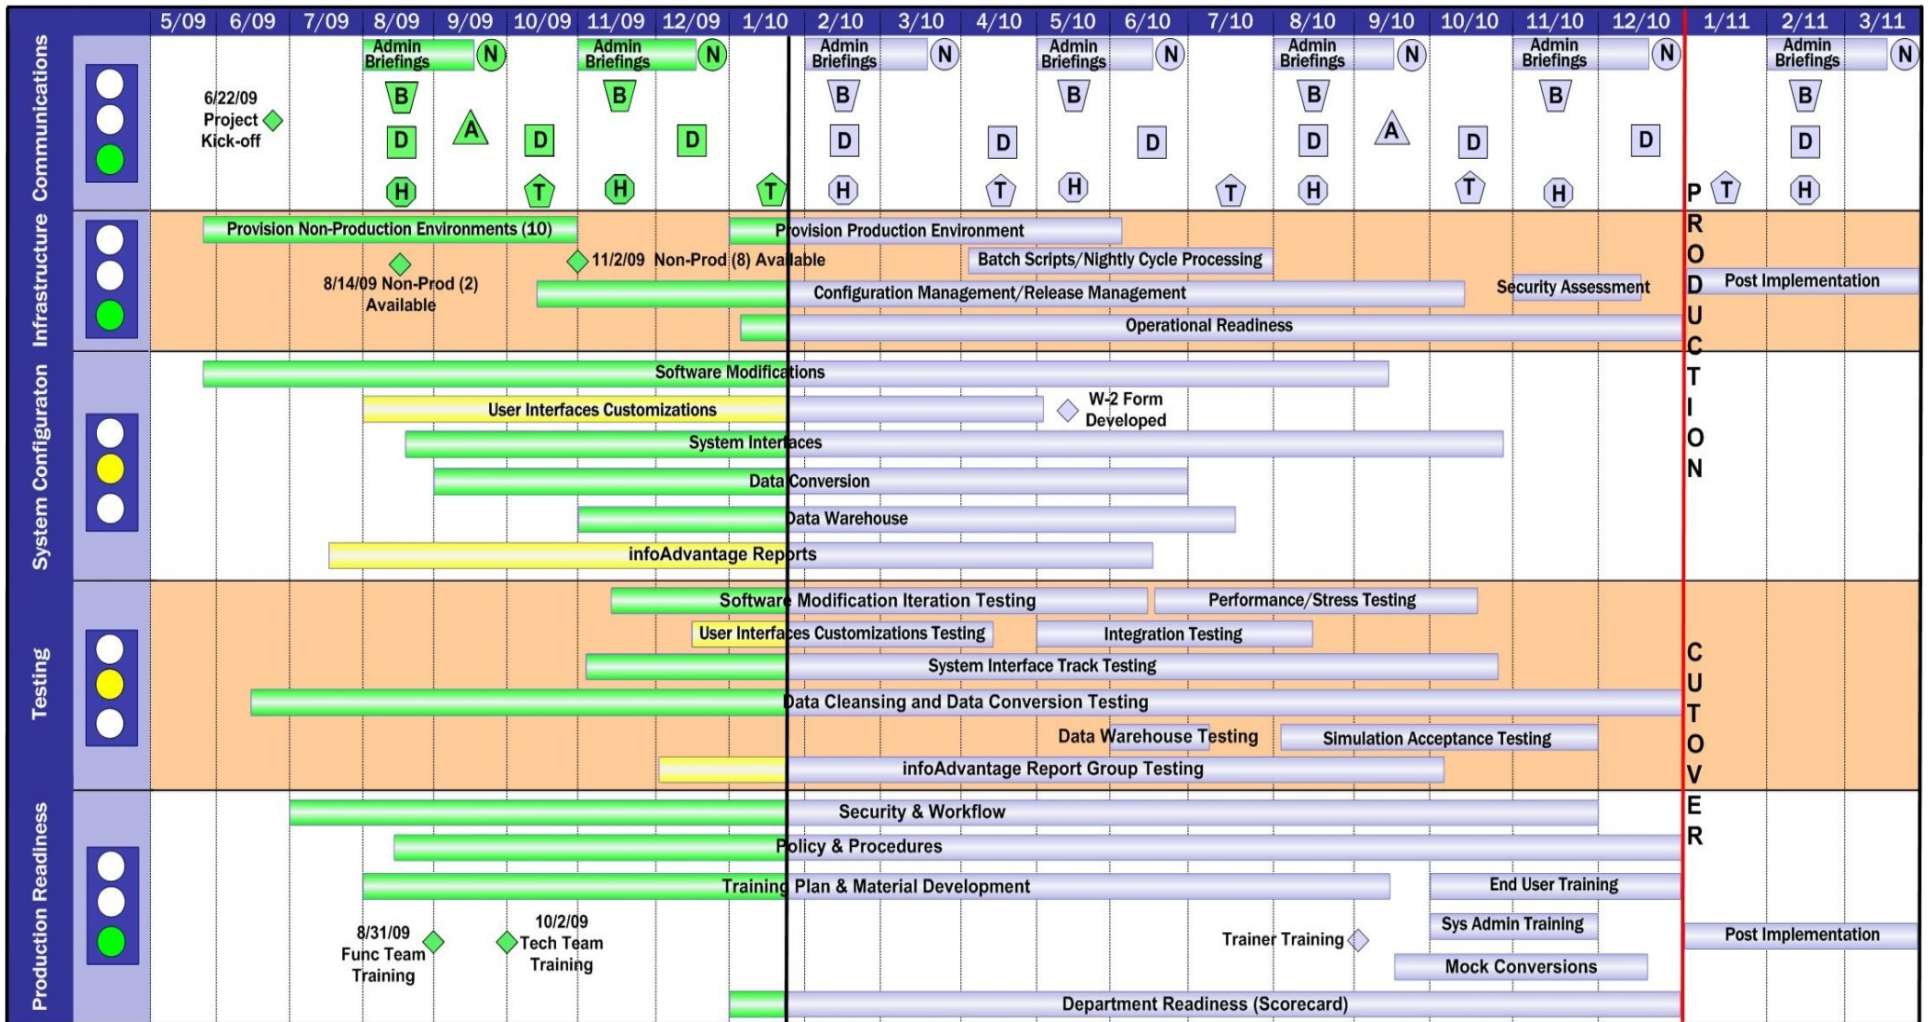 5/09 6/09 7/09 8/09 9/09 10/09 11/09 12/09 1/10 2/10 3/10 4/10 5/10 6/10 7/10 8/10 9/10 10/10 11/10 12/10 1/11 2/11 3/11
Communications
Admin
Briefings
N
Admin
Briefings
N
Admin
Briefings
N
Admin
Briefings
N
Admin
Briefings
N
Admin
Briefings
N
Admin
Briefings
N
6/22/09
Project
Kick-off
B B B B B B B
D A D D D D D D A D D D
H T H T H T H T H T H T H
Infrastructure
Provision Non-Production Environments (10)
Provision Production Environment
8/14/09 Non-Prod (2)
Available
11/2/09 Non-Prod (8) Available
Batch Scripts/Nightly Cycle Processing
Configuration Management/Release Management
Security Assessment
Post Implementation
Operational Readiness
System Configuraton
Software Modifications
User Interfaces Customizations
W-2 Form
Developed
System Interfaces
Data Conversion
Data Warehouse
infoAdvantage Reports
Testing
Software Modification Iteration Testing
Performance/Stress Testing
User Interfaces Customizations Testing
Integration Testing
System Interface Track Testing
Data Cleansing and Data Conversion Testing
Data Warehouse Testing
Simulation Acceptance Testing
infoAdvantage Report Group Testing
Production Readiness
Security & Workflow
Policy & Procedures
Training Plan & Material Development
End User Training
8/31/09
Func Team
Training
10/2/09
Tech Team
Training
Trainer Training
Sys Admin Training
Post Implementation
Mock Conversions
Department Readiness (Scorecard)
PRODUCTION
CUTOVER